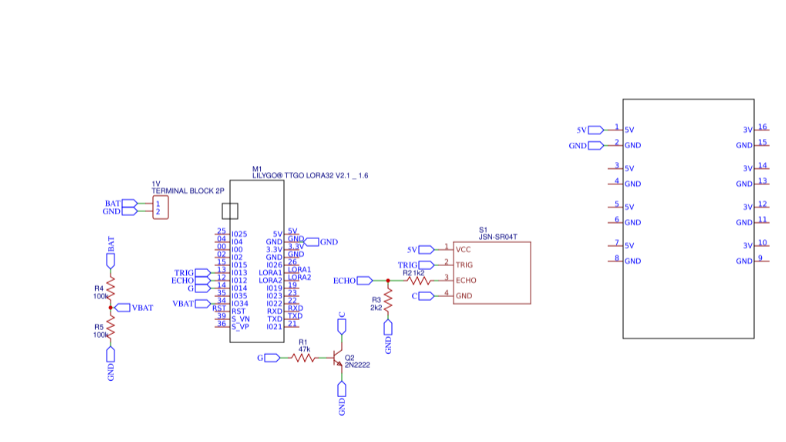 M1
LILYGO® TTGO LORA32 V2.1 _ 1.6
1V
TERMINAL BLOCK 2P
BAT 1
GND 2
25 IO25 5V 5V
04 IO4 GND GND GND
00 IO0 3.3V 3.3V
02 IO2 GND GND
15 IO15 IO26 26
TRIG 13 IO13 LORA1 LORA1
ECHO 12 IO12 LORA2 LORA2
G 14 IO14 IO19 19
35 IO35 IO23 23
VBAT 34 IO34 IO22 22
RST RST RXD RXD
39 S_VN TXD TXD
36 S_VP IO21 21
BAT
R4
100k
VBAT
R5
100k
GND
G
R1
47k
C
Q2
2N2222
GND
S1
JSN-SR04T
5V 1 VCC
TRIG 2 TRIG
ECHO R2 1k2 3 ECHO
C 4 GND
R3
2k2
GND
5V 1 5V 3V 16
GND 2 GND GND 15
3 5V 3V 14
4 GND GND 13
5 5V 3V 12
6 GND GND 11
7 5V 3V 10
8 GND GND 9